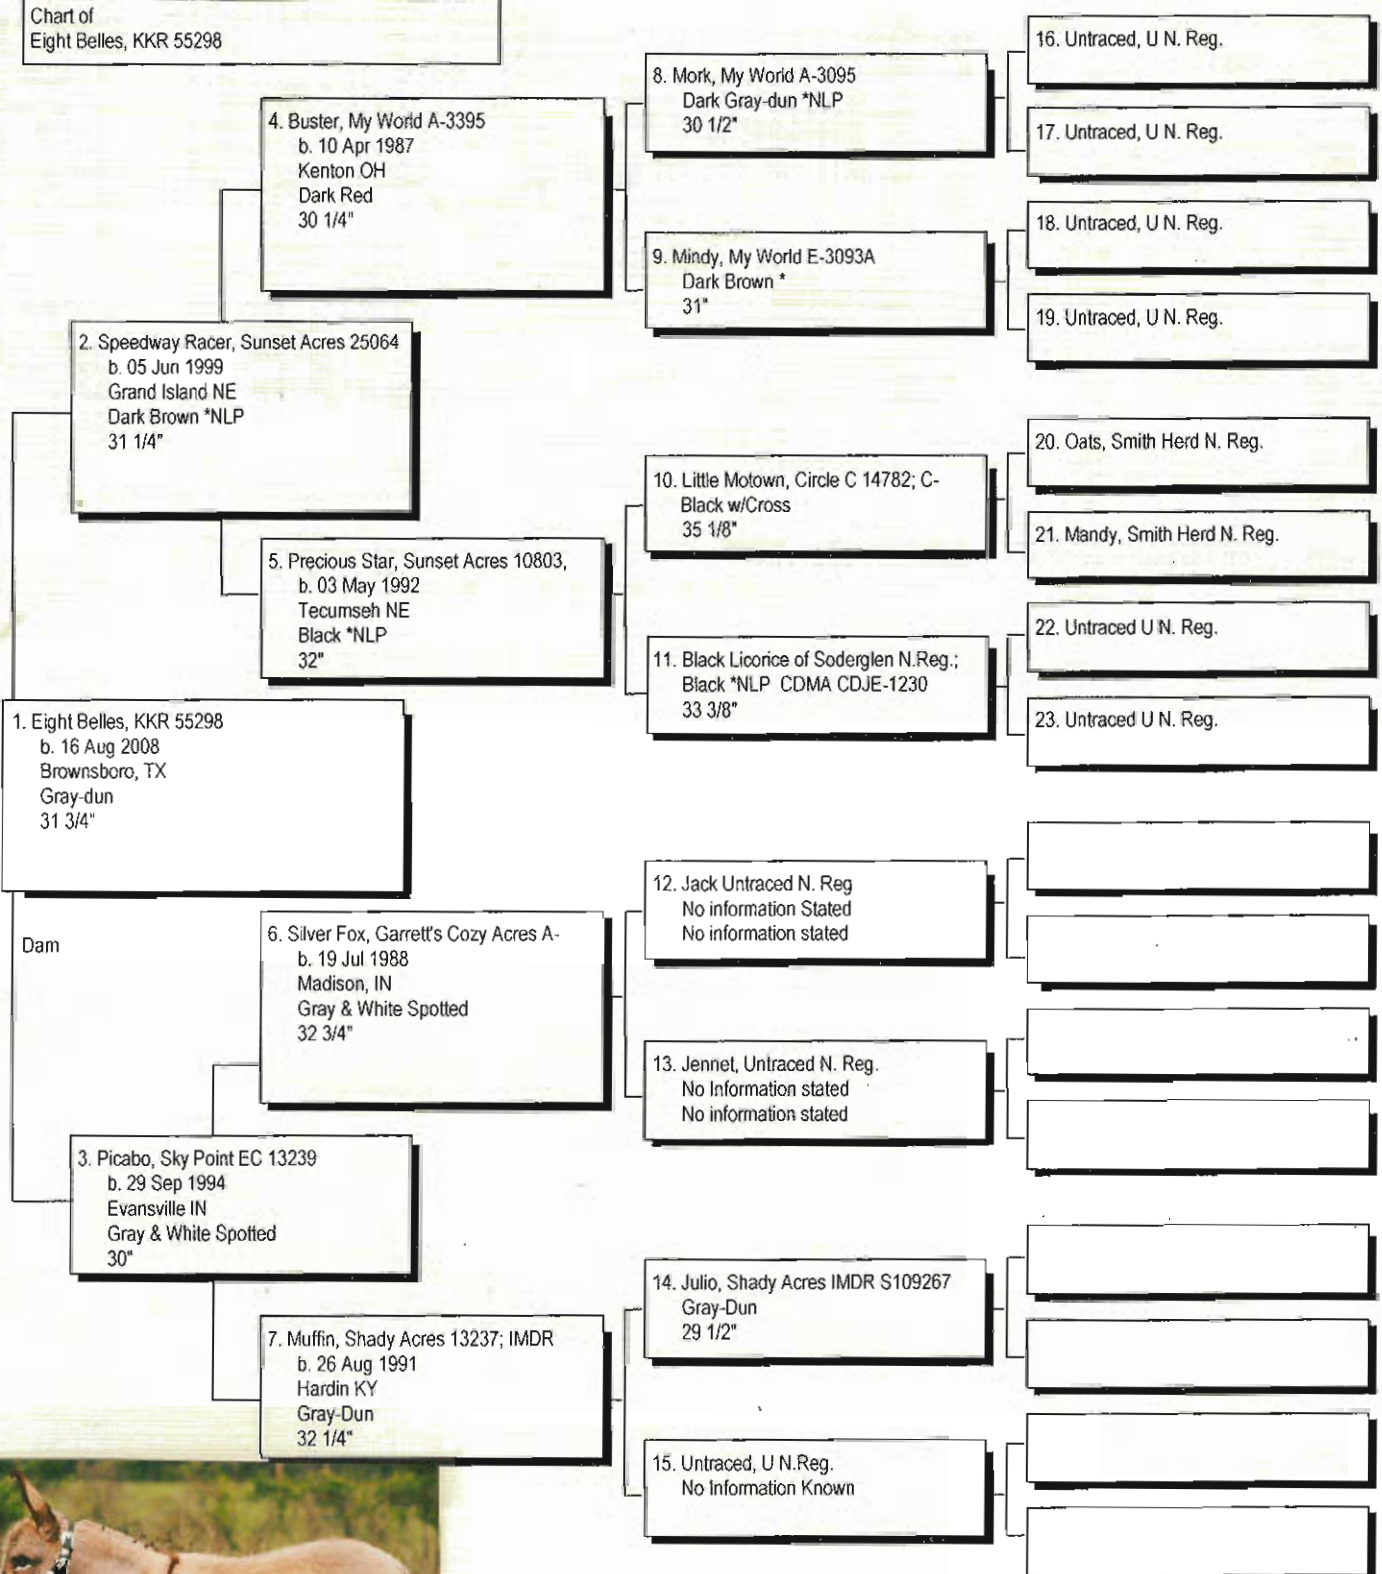 Chart of
Eight Belles, KKR 55298
1. Eight Belles, KKR 55298
b. 16 Aug 2008
Brownsboro, TX
Gray-dun
31 3/4"
Dam
2. Speedway Racer, Sunset Acres 25064
b. 05 Jun 1999
Grand Island NE
Dark Brown *NLP
31 1/4"
3. Picabo, Sky Point EC 13239
b. 29 Sep 1994
Evansville IN
Gray & White Spotted
30"
4. Buster, My World A-3395
b. 10 Apr 1987
Kenton OH
Dark Red
30 1/4"
5. Precious Star, Sunset Acres 10803,
b. 03 May 1992
Tecumseh NE
Black *NLP
32"
6. Silver Fox, Garrett's Cozy Acres A-
b. 19 Jul 1988
Madison, IN
Gray & White Spotted
32 3/4"
7. Muffin, Shady Acres 13237; IMDR
b. 26 Aug 1991
Hardin KY
Gray-Dun
32 1/4"
8. Mork, My World A-3095
Dark Gray-dun *NLP
30 1/2"
9. Mindy, My World E-3093A
Dark Brown *
31"
10. Little Motown, Circle C 14782; C-
Black w/Cross
35 1/8"
11. Black Licorice of Soderglen N.Reg.;
Black *NLP CDMA CDJE-1230
33 3/8"
12. Jack Untraced N. Reg
No information Stated
No information stated
13. Jennet, Untraced N. Reg.
No Information stated
No information stated
14. Julio, Shady Acres IMDR S109267
Gray-Dun
29 1/2"
15. Untraced, U N.Reg.
No Information Known
16. Untraced, U N. Reg.
17. Untraced, U N. Reg.
18. Untraced, U N. Reg.
19. Untraced, U N. Reg.
20. Oats, Smith Herd N. Reg.
21. Mandy, Smith Herd N. Reg.
22. Untraced U N. Reg.
23. Untraced U N. Reg.